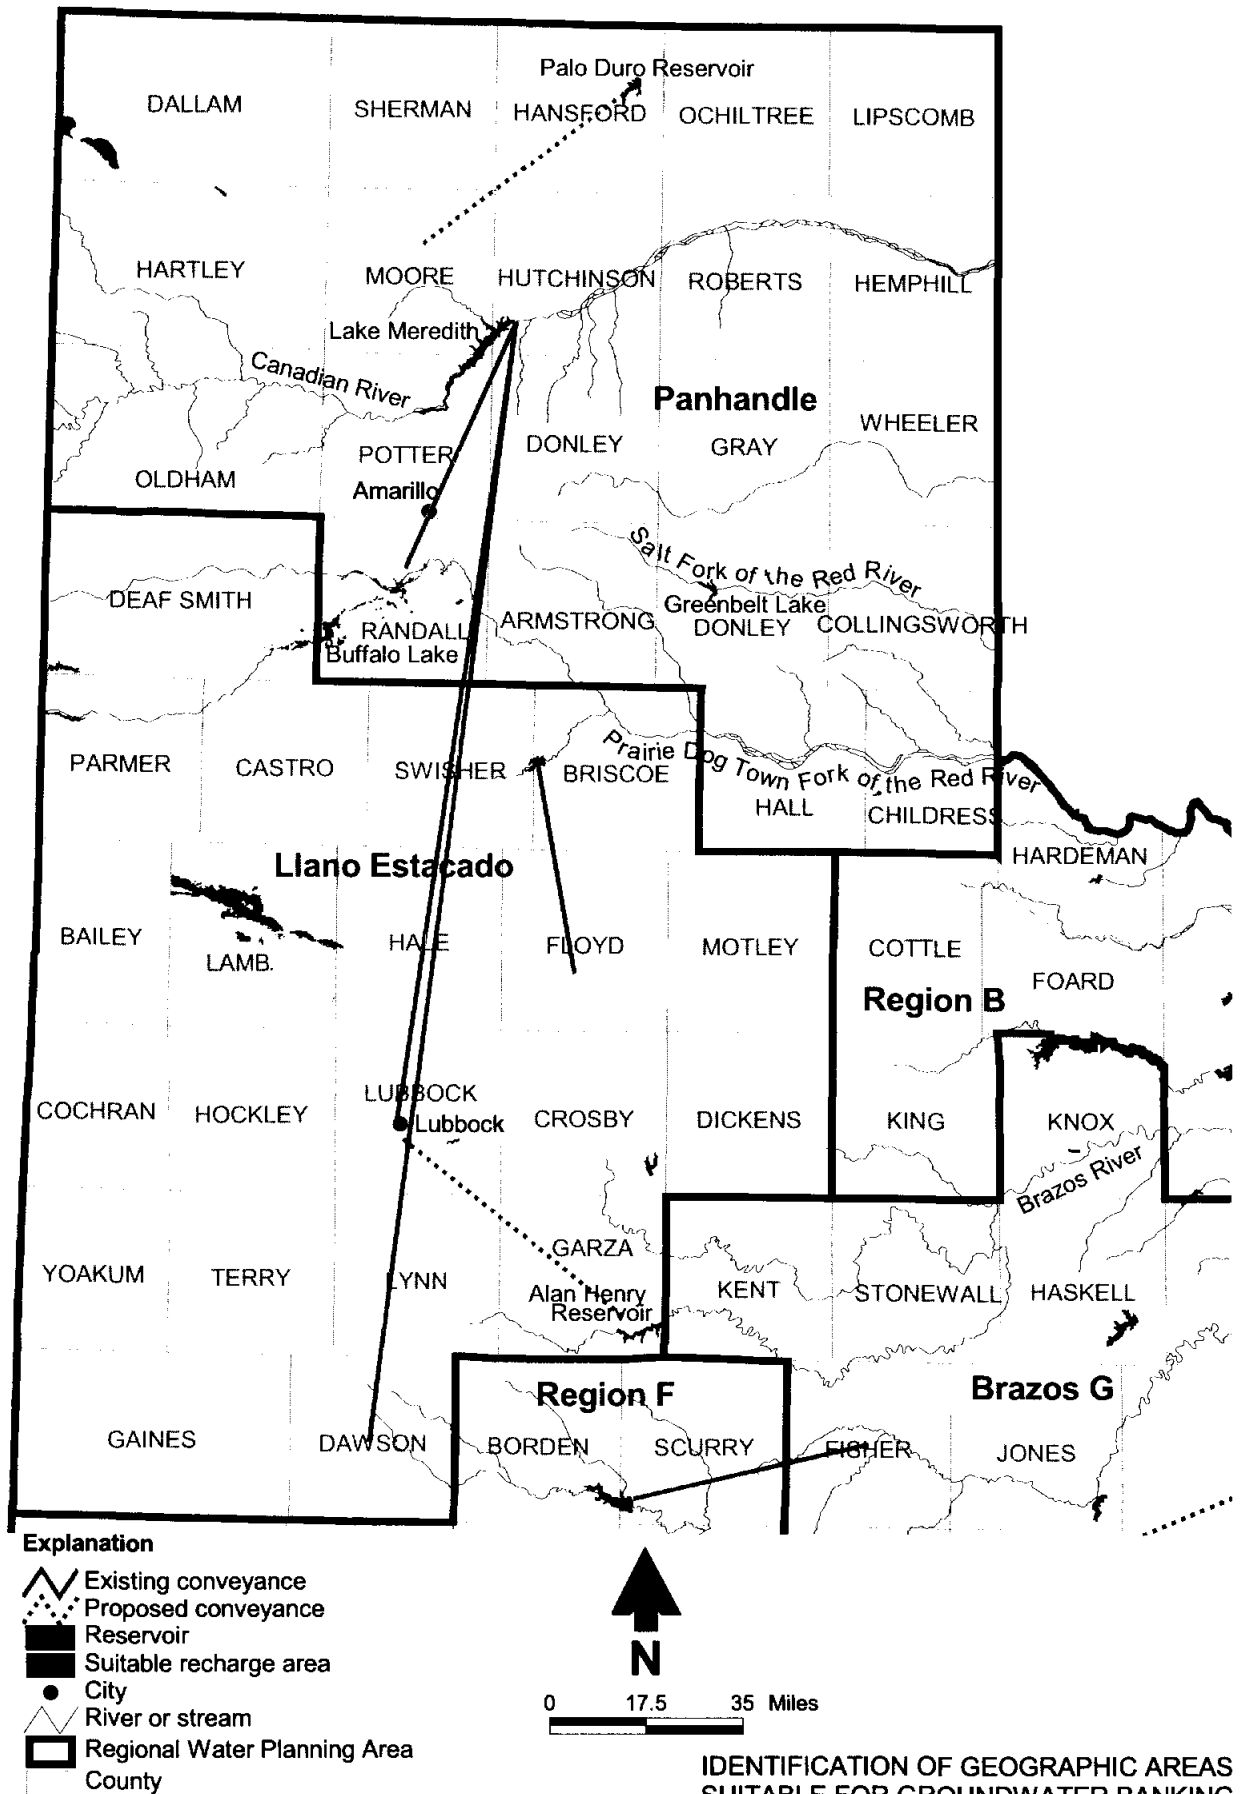 Palo Duro Reservoir
DALLAM
SHERMAN
HANSFORD
OCHILTREE
LIPSCOMB
HARTLEY
MOORE
HUTCHINSON
ROBERTS
HEMPHILL
Lake Meredith
Canadian River
Panhandle
WHEELER
POTTER
DONLEY
GRAY
OLDHAM
Amarillo
Salt Fork of the Red River
DEAF SMITH
Greenbelt Lake
RANDALL
ARMSTRONG
DONLEY
COLLINGSWORTH
Buffalo Lake
Prairie Dog Town Fork of the Red River
PARMER
CASTRO
SWISHER
BRISCOE
HALL
CHILDRESS
HARDEMAN
Llano Estacado
BAILEY
LAMB.
HALE
FLOYD
MOTLEY
COTTLE
FOARD
Region B
COCHRAN
HOCKLEY
LUBBOCK
Lubbock
CROSBY
DICKENS
KING
KNOX
Brazos River
YOAKUM
TERRY
LYNN
GARZA
Alan Henry
Reservoir
KENT
STONEWALL
HASKELL
Region F
Brazos G
GAINES
DAWSON
BORDEN
SCURRY
FISHER
JONES
Explanation
Existing conveyance
Proposed conveyance
Reservoir
Suitable recharge area
City
River or stream
Regional Water Planning Area
County
N
0 17.5 35 Miles
IDENTIFICATION OF GEOGRAPHIC AREAS
SUITABLE FOR GROUNDWATER BANKING